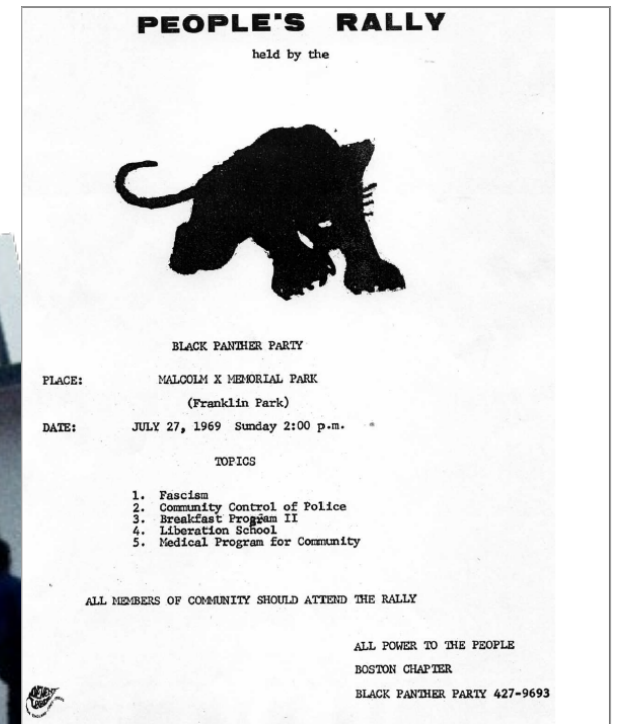 PEOPLE'S RALLY
held by the
BLACK PANTHER PARTY
PLACE: MALCOLM X MEMORIAL PARK
(Franklin Park)
DATE: JULY 27, 1969 Sunday 2:00 p.m.
TOPICS
1. Fascism
2. Community Control of Police
3. Breakfast Program II
4. Liberation School
5. Medical Program for Community
ALL MEMBERS OF COMMUNITY SHOULD ATTEND THE RALLY
ALL POWER TO THE PEOPLE
BOSTON CHAPTER
BLACK PANTHER PARTY 427-9693